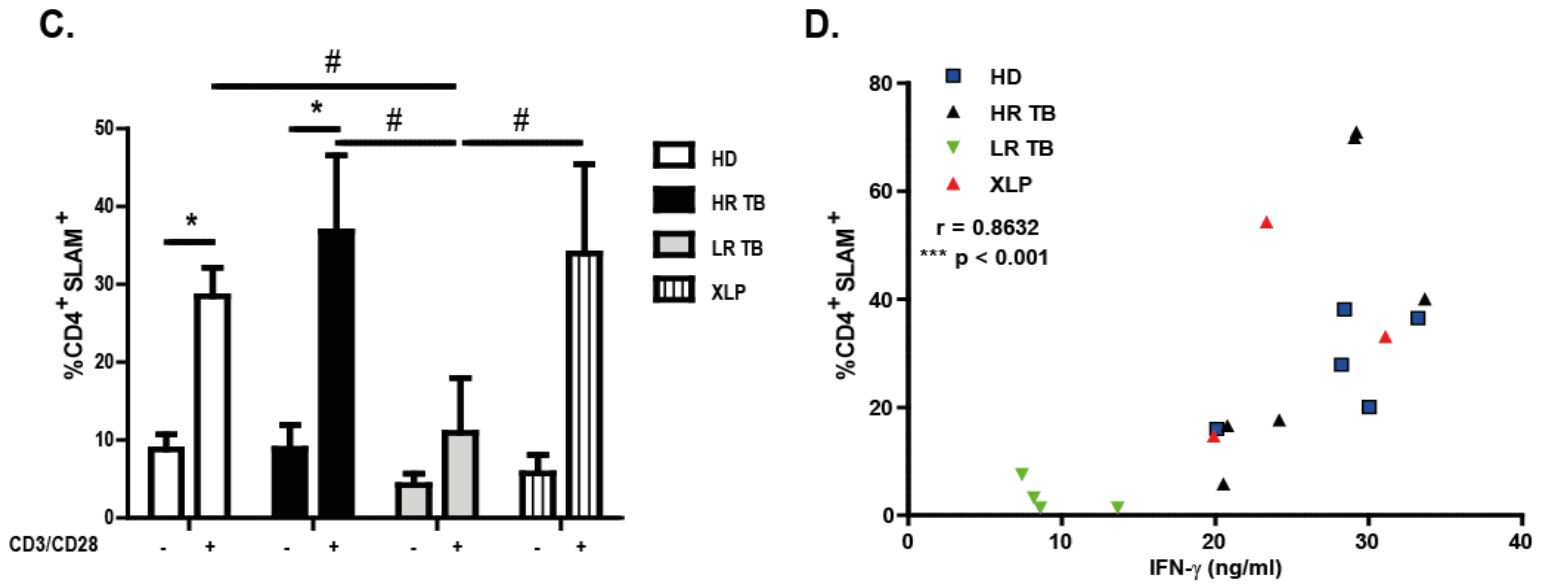 C.
#
*
#
#
*
50
40
30
20
10
0
%CD4+ SLAM+
HD
HR TB
LR TB
XLP
CD3/CD28 - + - + - + - +
D.
HD
HR TB
LR TB
XLP
r = 0.8632
*** p < 0.001
80
60
40
20
0
%CD4+ SLAM+
0 10 20 30 40
IFN-γ (ng/ml)